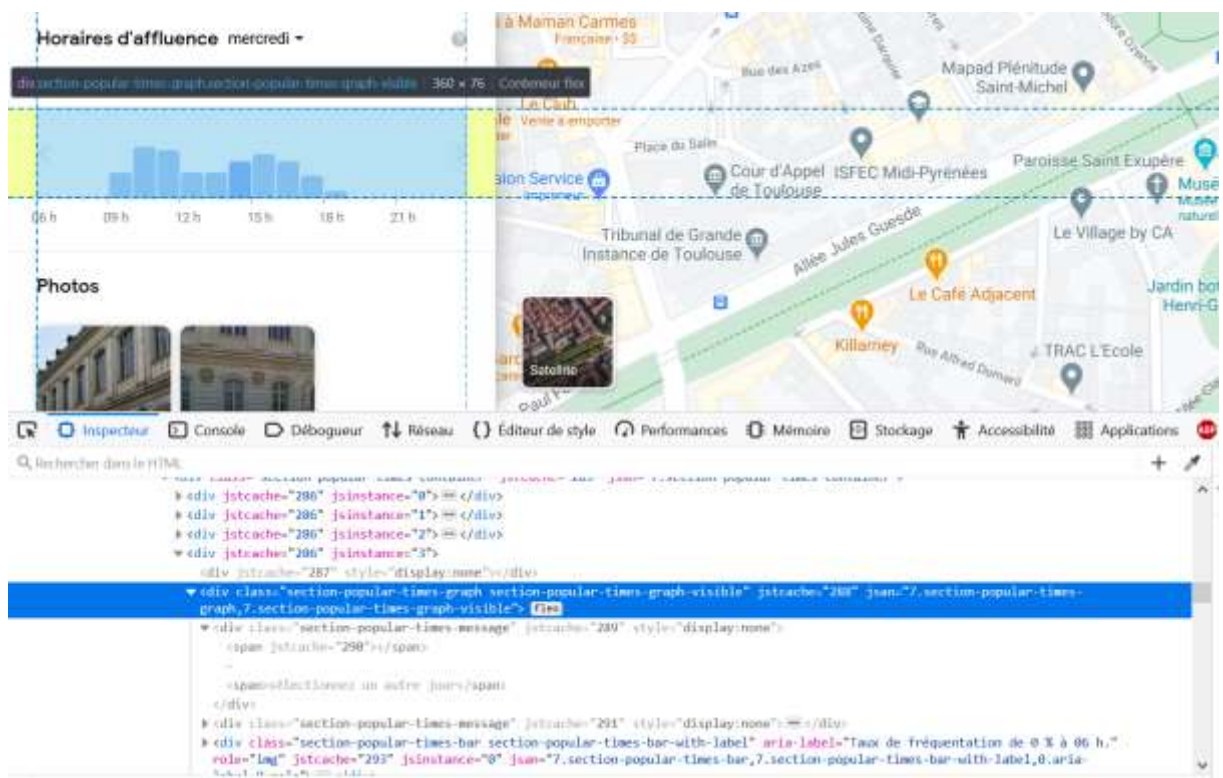 Horaires d'affluence mercredi
div.section-popular-times-graph.section-popular-times-graph-visible 360 × 76 Conteneur flex
06 h 09 h 12 h 15 h 18 h 21 h
Photos
à Maman Carmes
Française · $$
Le Club
Vente à emporter
Rue des Azes
Mapad Plénitude
Saint-Michel
Place du Salin
Cour d'Appel
de Toulouse
ISFEC Midi-Pyrénées
Paroisse Saint Exupère
Tribunal de Grande
Instance de Toulouse
Allée Jules Guesde
Le Village by CA
Le Café Adjacent
Killarney
Rue Alfred Dumeril
TRAC L'Ecole
Jardin bot
Henri-G
Satellite
Inspecteur Console Débogueur Réseau {} Éditeur de style Performances Mémoire Stockage Accessibilité Applications
Rechercher dans le HTML
<div jstcache="286" jsinstance="0"></div>
<div jstcache="286" jsinstance="1"></div>
<div jstcache="286" jsinstance="2"></div>
<div jstcache="286" jsinstance="3">
<div jstcache="287" style="display:none"></div>
<div class="section-popular-times-graph section-popular-times-graph-visible" jstcache="288" jsan="7.section-popular-times-
graph,7.section-popular-times-graph-visible"> flex
<div class="section-popular-times-message" jstcache="289" style="display:none">
<span jstcache="290"></span>
<span>sélectionnez un autre jour</span>
</div>
<div class="section-popular-times-message" jstcache="291" style="display:none"></div>
<div class="section-popular-times-bar section-popular-times-bar-with-label" aria-label="Taux de fréquentation de 0 % à 06 h."
role="img" jstcache="293" jsinstance="0" jsan="7.section-popular-times-bar,7.section-popular-times-bar-with-label,0.aria-